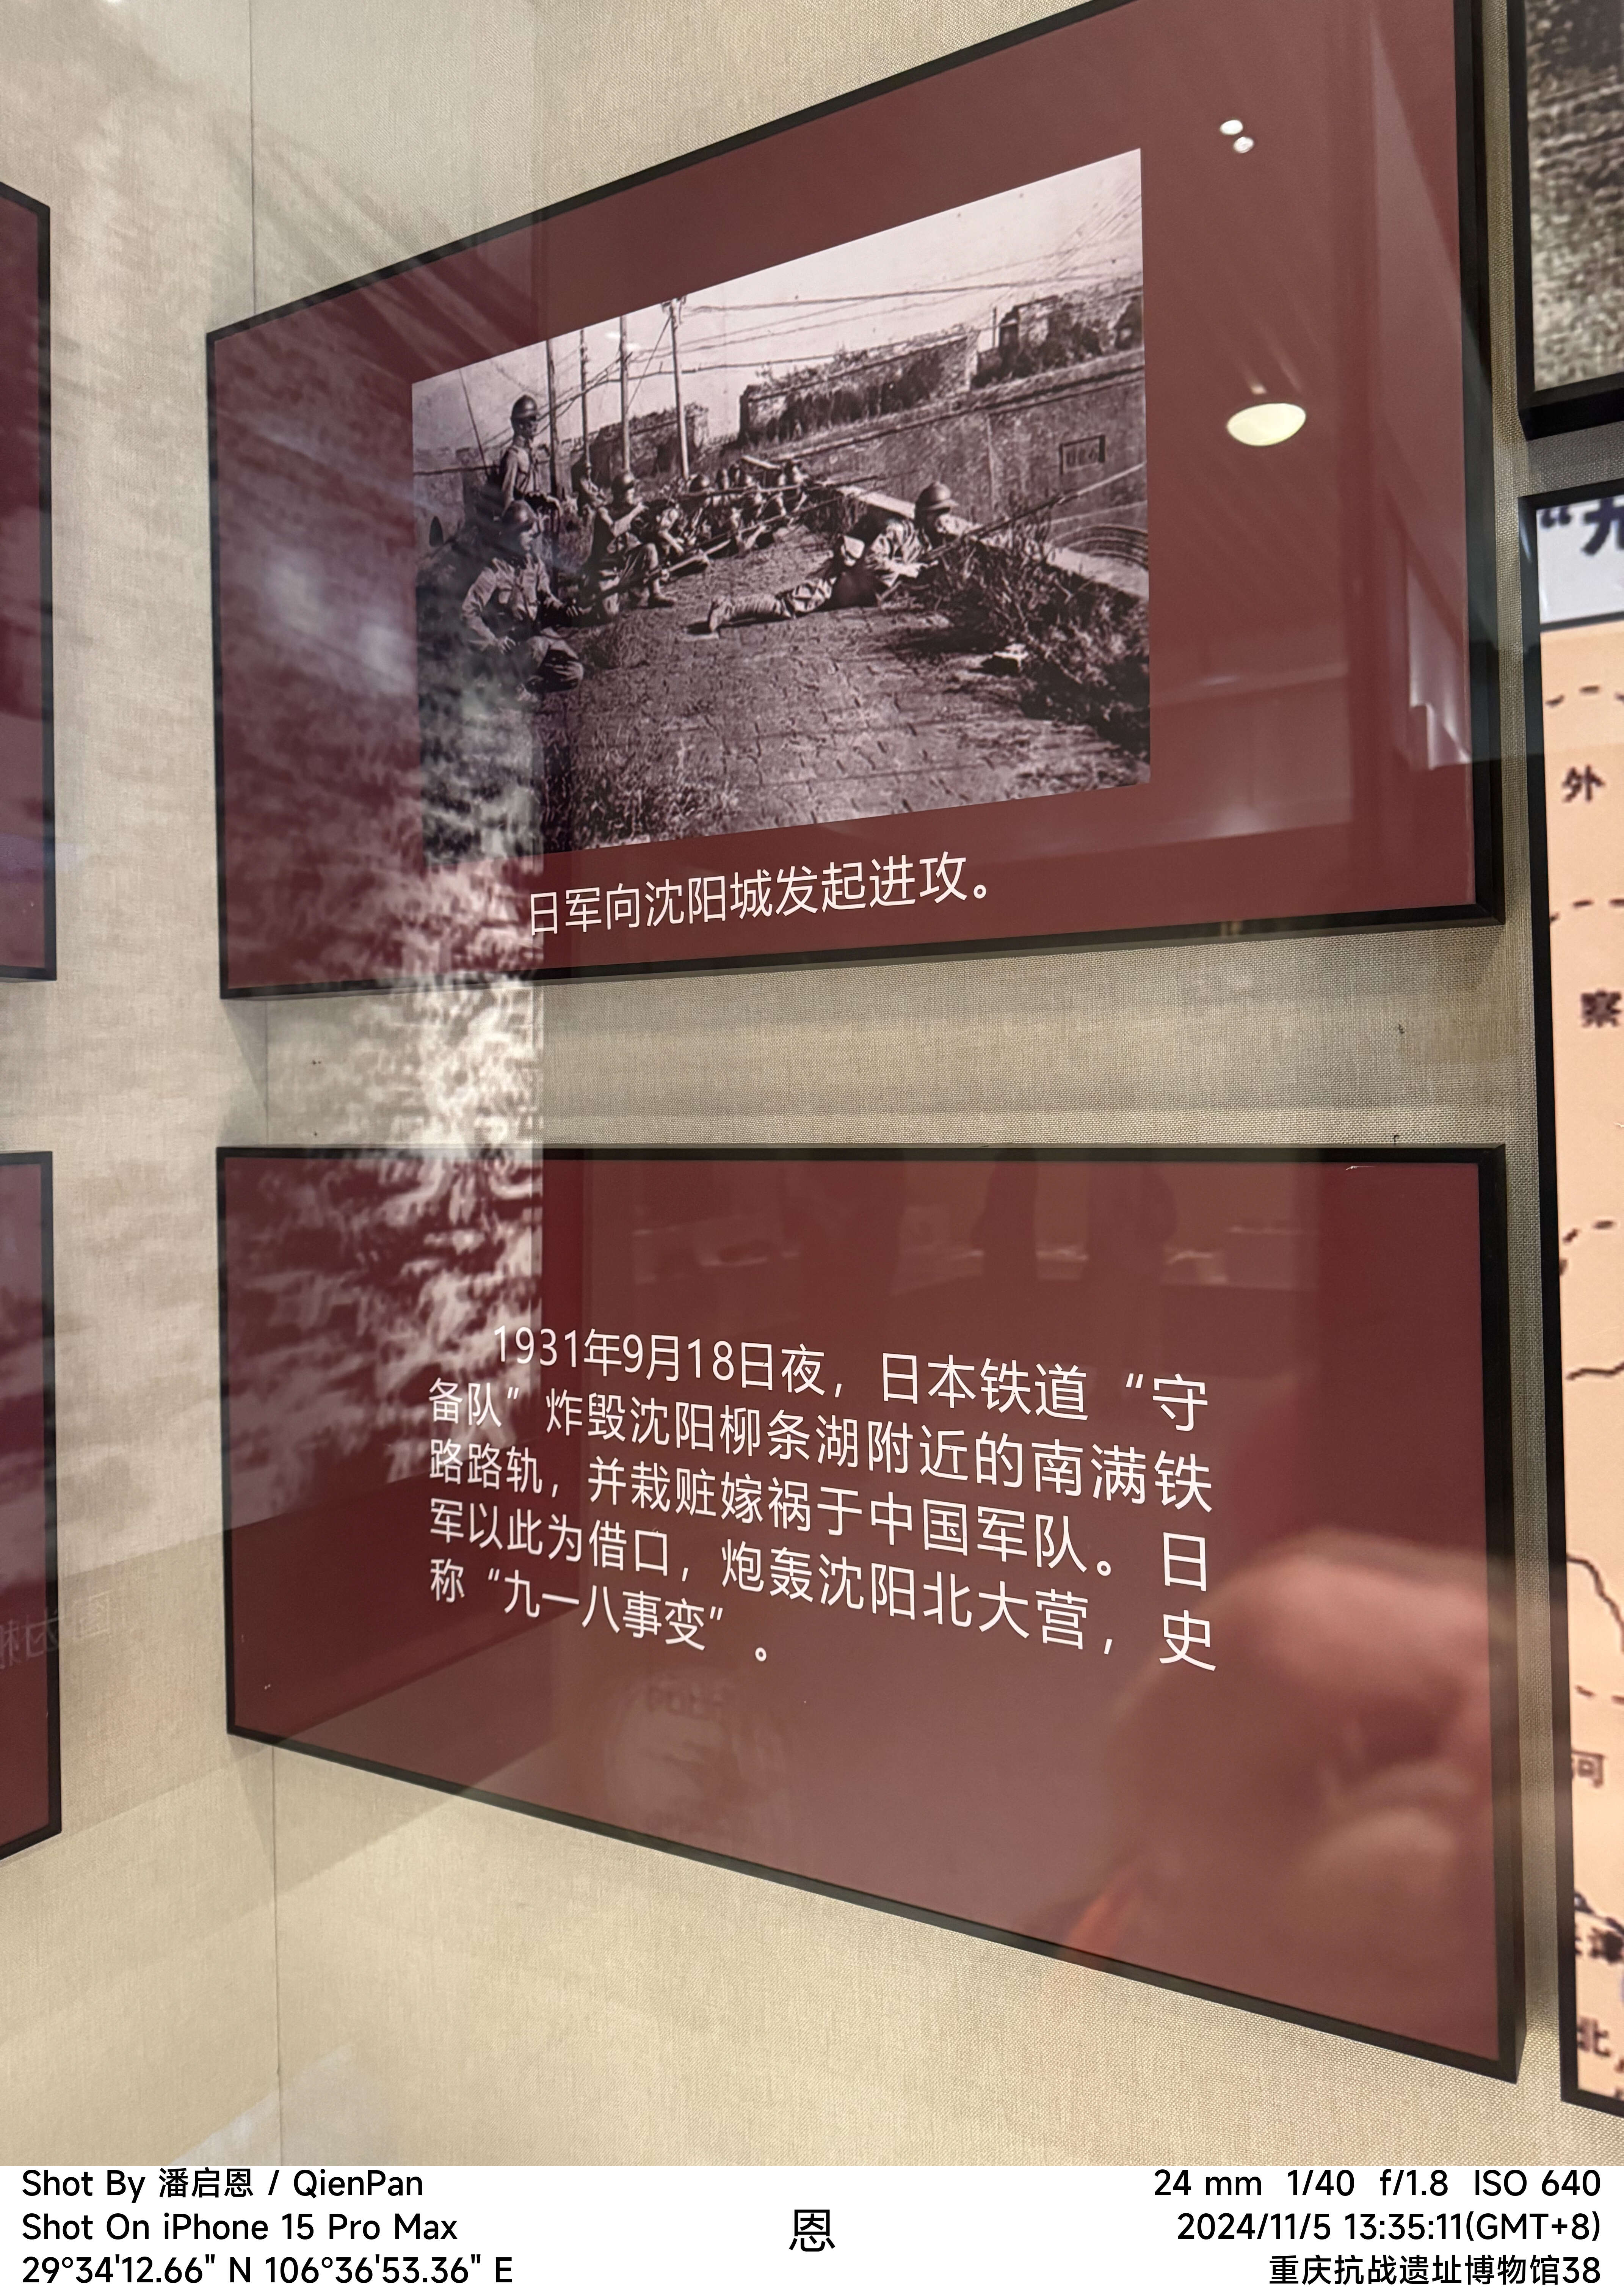 日军向沈阳城发起进攻。
1931年9月18日夜，日本铁道“守
备队”炸毁沈阳柳条湖附近的南满铁
路路轨，并栽赃嫁祸于中国军队。日
军以此为借口，炮轰沈阳北大营，史
称“九一八事变”。
“九
外
察
河
北
Shot By 潘启恩 / QienPan
Shot On iPhone 15 Pro Max
29°34'12.66" N 106°36'53.36" E
恩
24 mm 1/40 f/1.8 ISO 640
2024/11/5 13:35:11(GMT+8)
重庆抗战遗址博物馆38